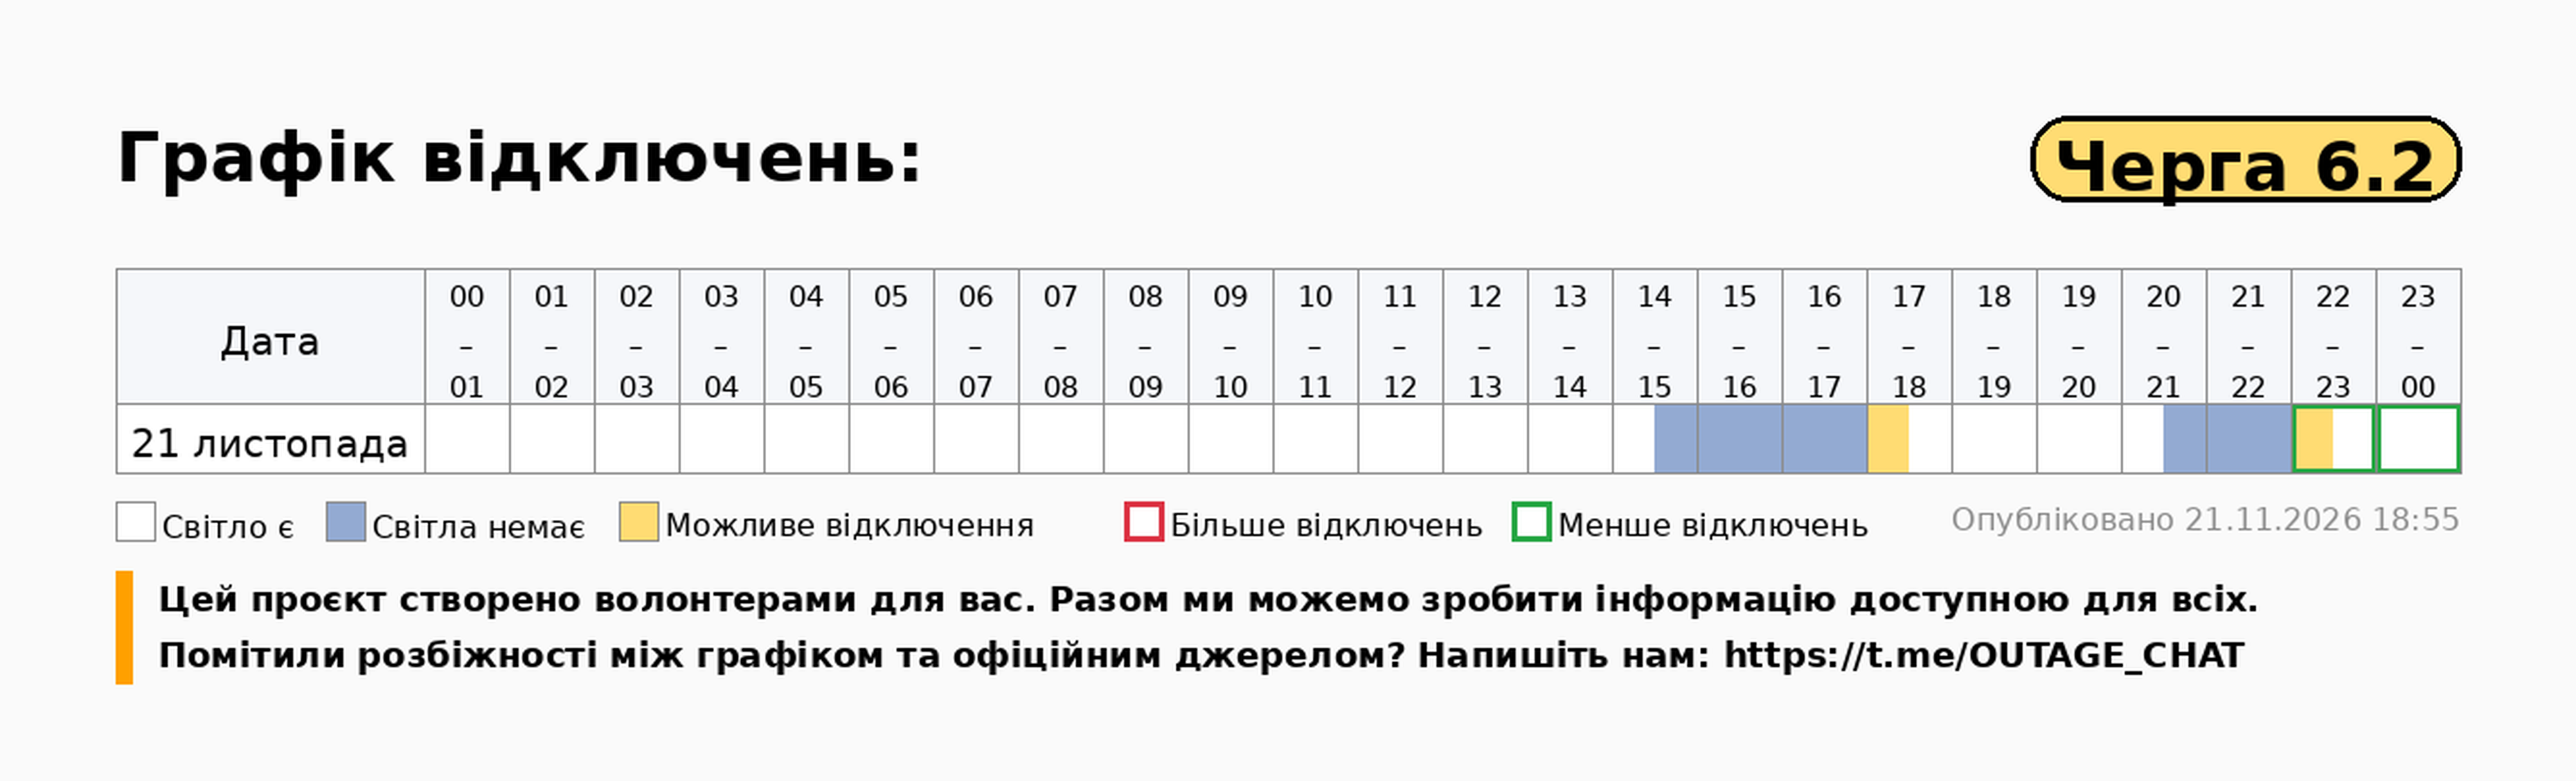 Графік відключень:
Черга 6.2
Дата
00 – 01
01 – 02
02 – 03
03 – 04
04 – 05
05 – 06
06 – 07
07 – 08
08 – 09
09 – 10
10 – 11
11 – 12
12 – 13
13 – 14
14 – 15
15 – 16
16 – 17
17 – 18
18 – 19
19 – 20
20 – 21
21 – 22
22 – 23
23 – 00
21 листопада
Світло є Світла немає Можливе відключення Більше відключень Менше відключень Опубліковано 21.11.2026 18:55
Цей проєкт створено волонтерами для вас. Разом ми можемо зробити інформацію доступною для всіх.
Помітили розбіжності між графіком та офіційним джерелом? Напишіть нам: https://t.me/OUTAGE_CHAT